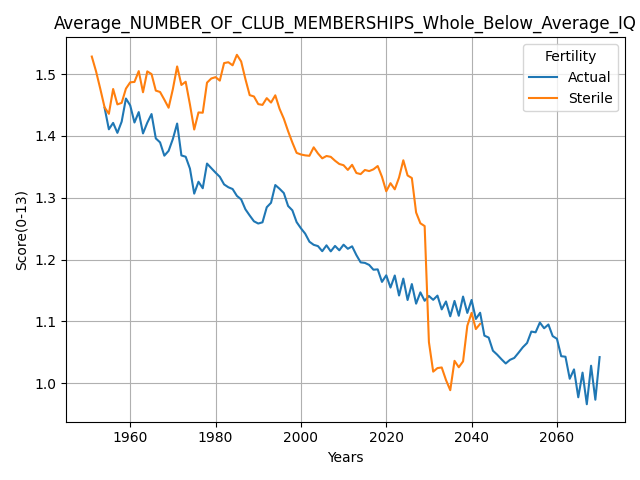 Average_NUMBER_OF_CLUB_MEMBERSHIPS_Whole_Below_Average_IQ
Fertility
Actual
Sterile
Score(0-13)
1.5
1.4
1.3
1.2
1.1
1.0
1960 1980 2000 2020 2040 2060
Years